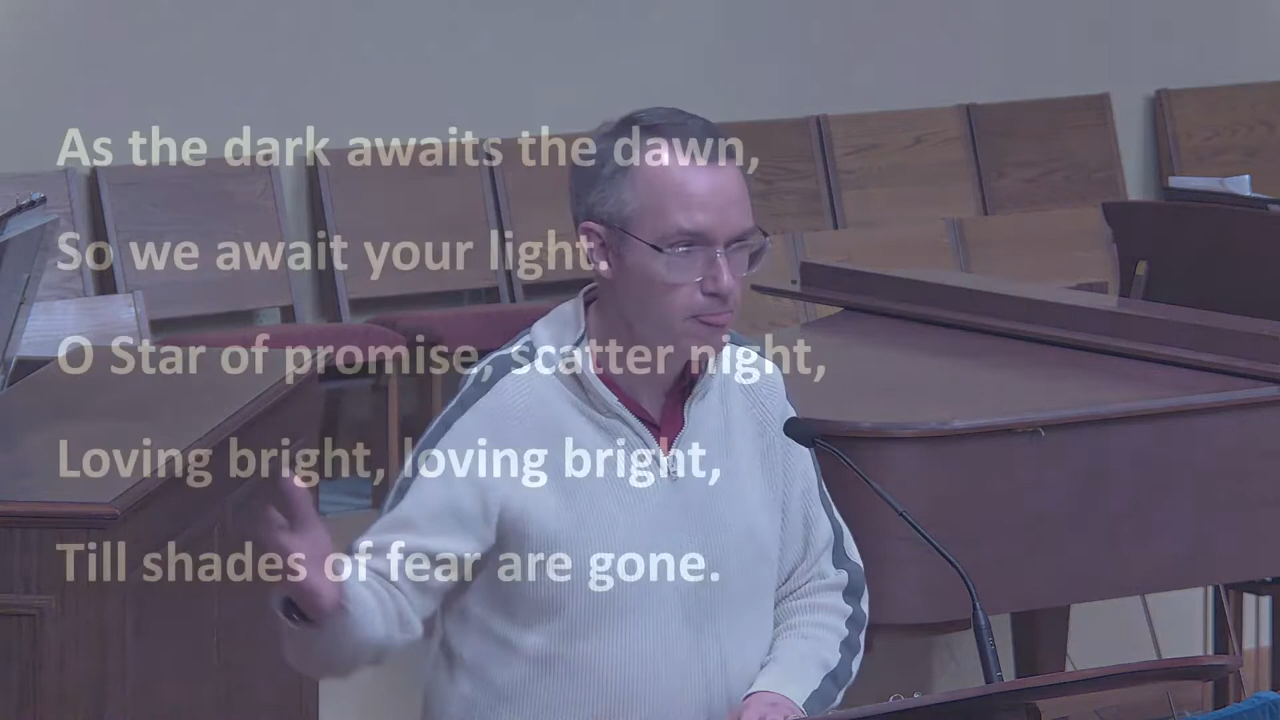 As the dark awaits the dawn,
So we await your light.
O Star of promise, scatter night,
Loving bright, loving bright,
Till shades of fear are gone.